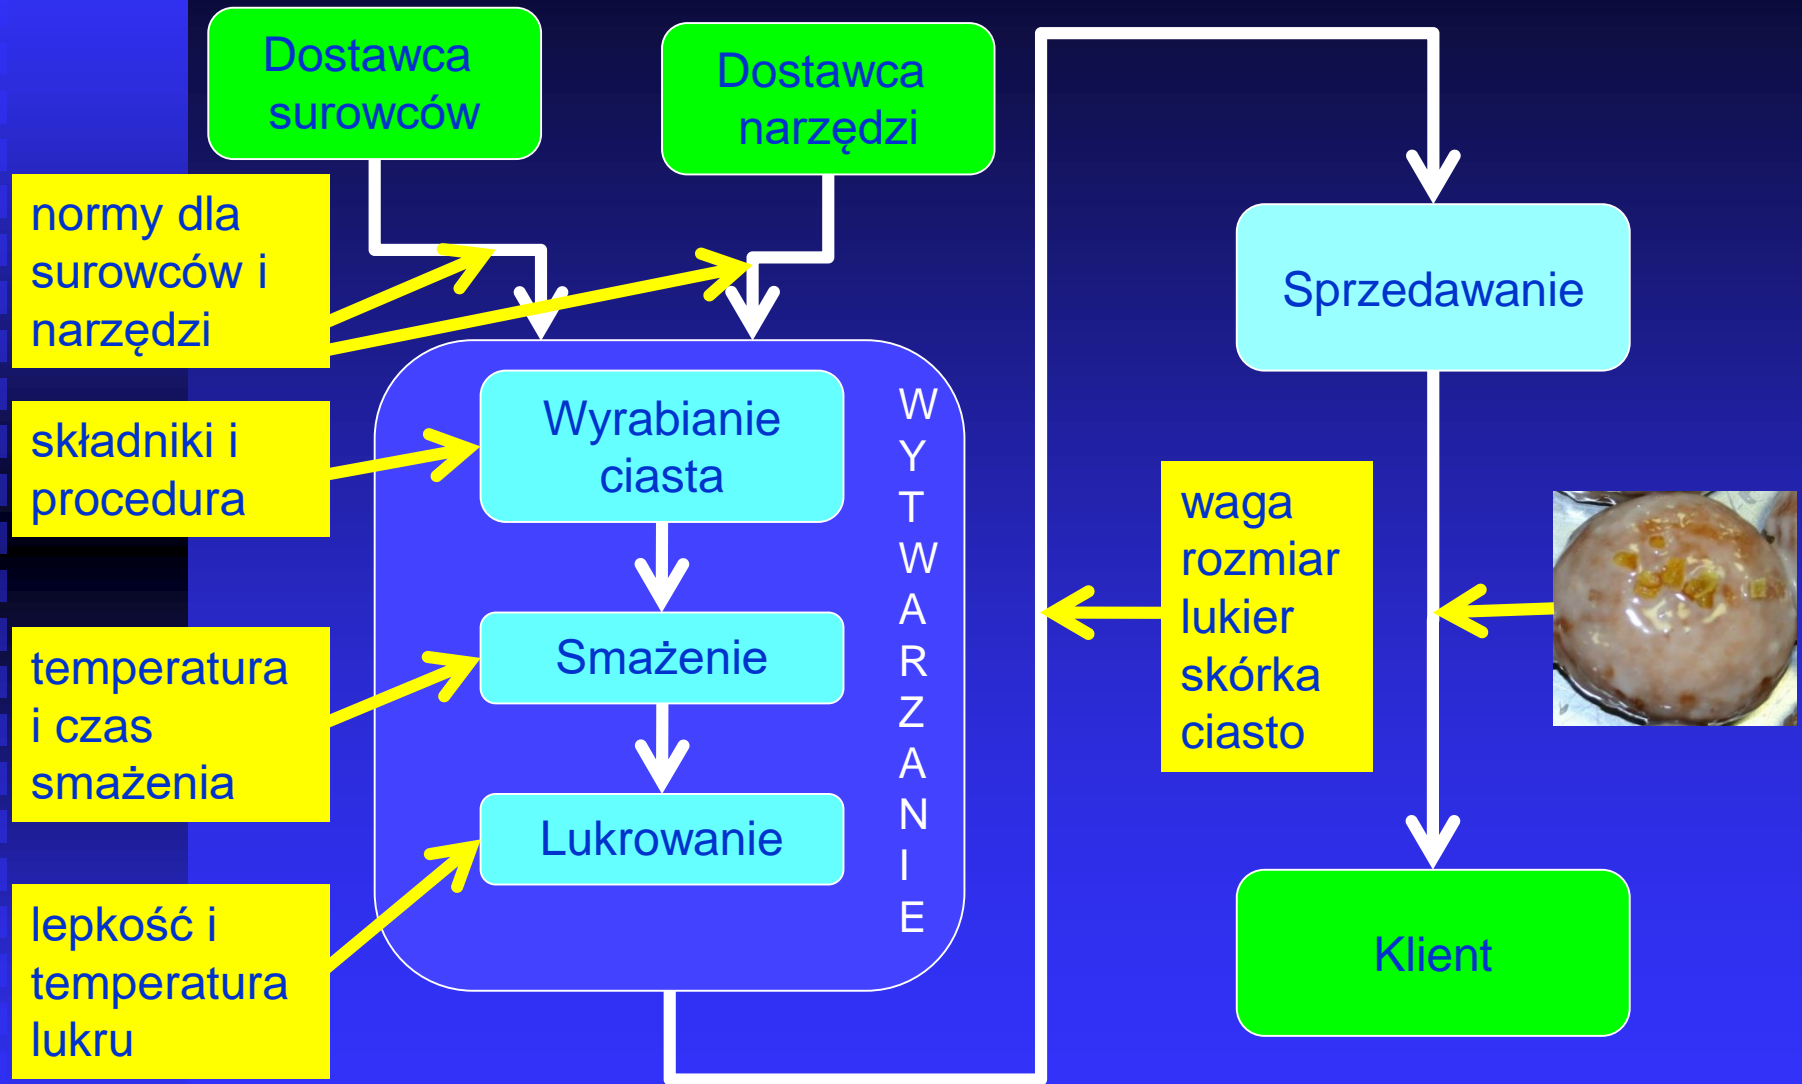 Dostawca
surowców
Dostawca
narzędzi
normy dla
surowców i
narzędzi
składniki i
procedura
temperatura
i czas
smażenia
lepkość i
temperatura
lukru
Wyrabianie
ciasta
Smażenie
Lukrowanie
W
Y
T
W
A
R
Z
A
N
I
E
Sprzedawanie
waga
rozmiar
lukier
skórka
ciasto
Klient